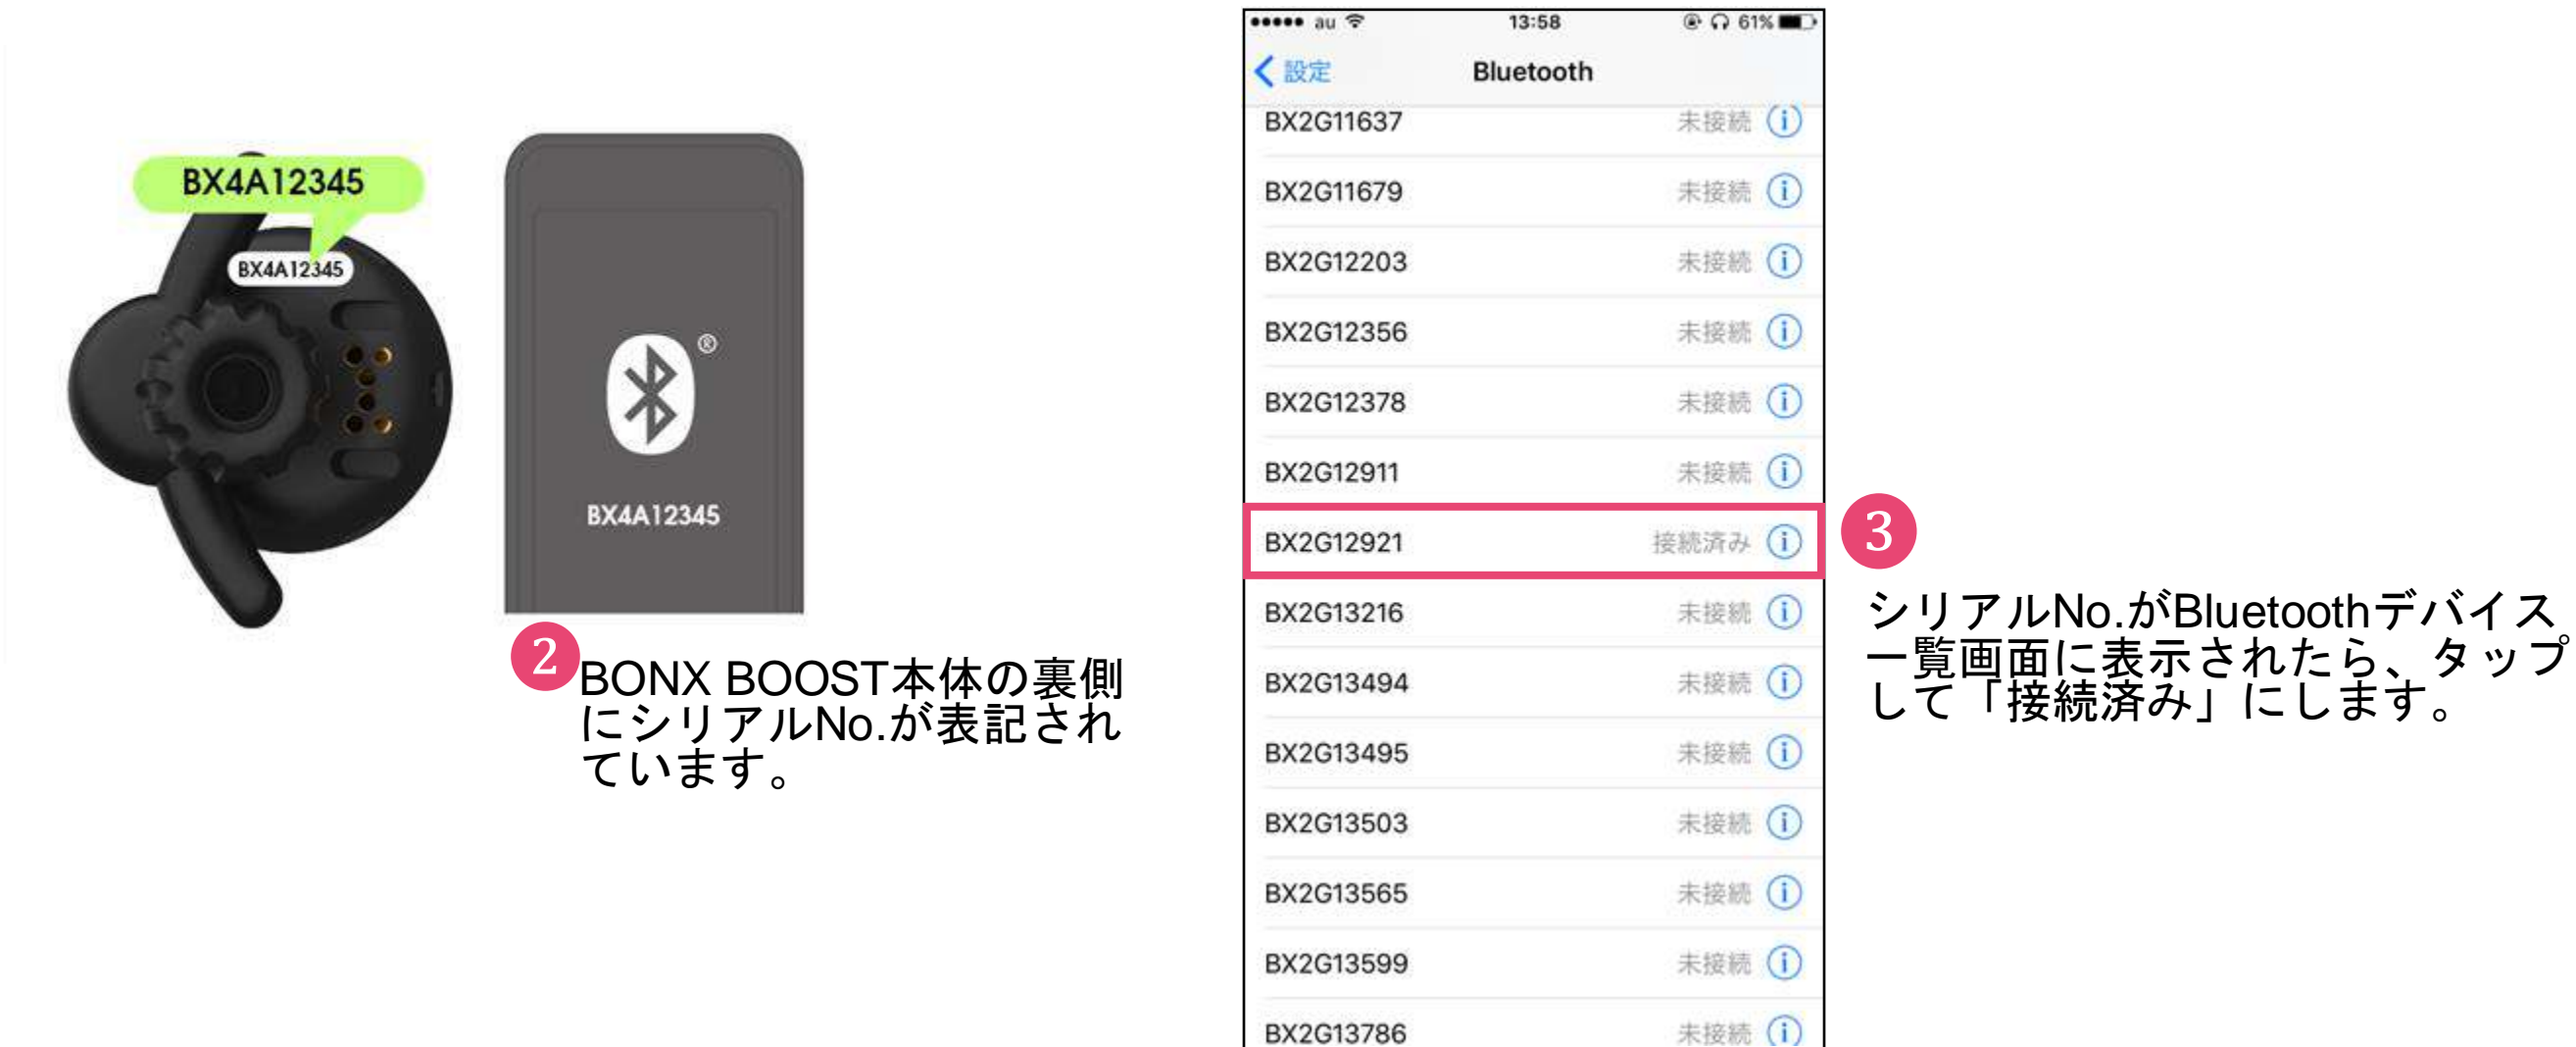 BX4A12345
BX4A12345
®
BX4A12345
2
BONX BOOST本体の裏側
にシリアルNo.が表記され
ています。
au 13:58 61%
設定 Bluetooth
BX2G11637 未接続
BX2G11679 未接続
BX2G12203 未接続
BX2G12356 未接続
BX2G12378 未接続
BX2G12911 未接続
BX2G12921 接続済み
BX2G13216 未接続
BX2G13494 未接続
BX2G13495 未接続
BX2G13503 未接続
BX2G13565 未接続
BX2G13599 未接続
BX2G13786 未接続
3
シリアルNo.がBluetoothデバイス
一覧画面に表示されたら、タップ
して「接続済み」にします。